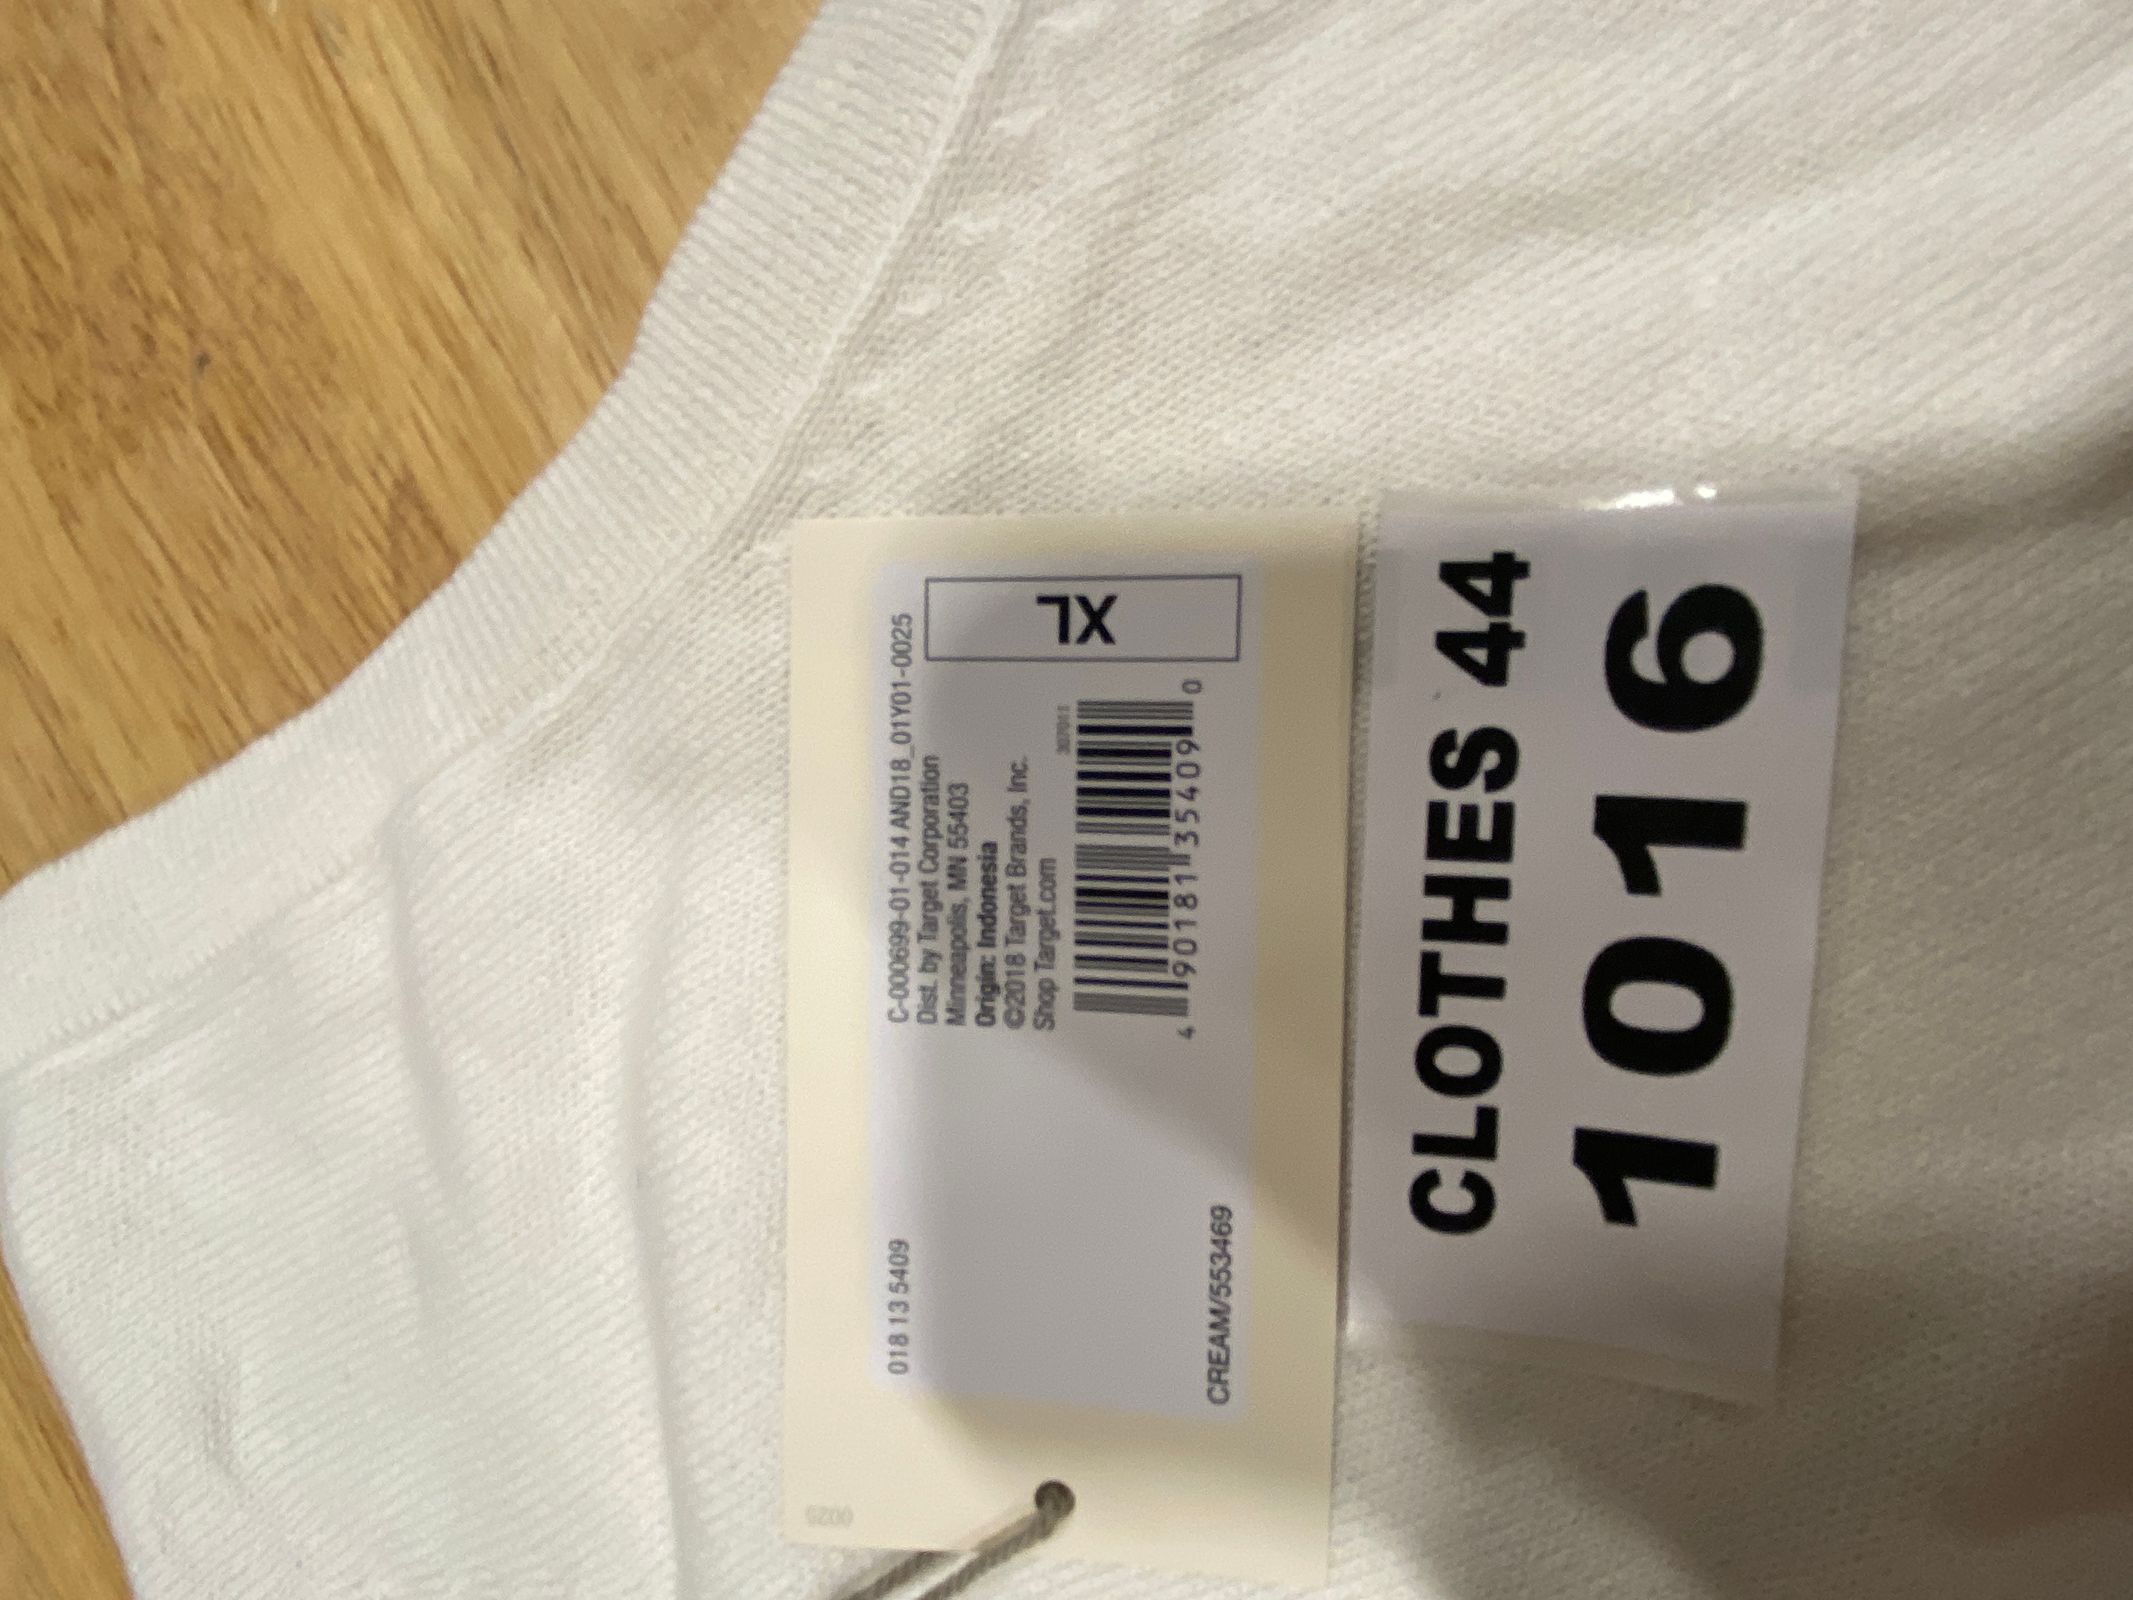 C-000699-01-014 AND18_01Y01-0025
Dist. by Target Corporation
Minneapolis, MN 55403
Origin: Indonesia
©2018 Target Brands, Inc.
Shop Target.com
XL
4 90181 35409 0
018 13 5409
CREAM/553469
0025
CLOTHES 44
1016